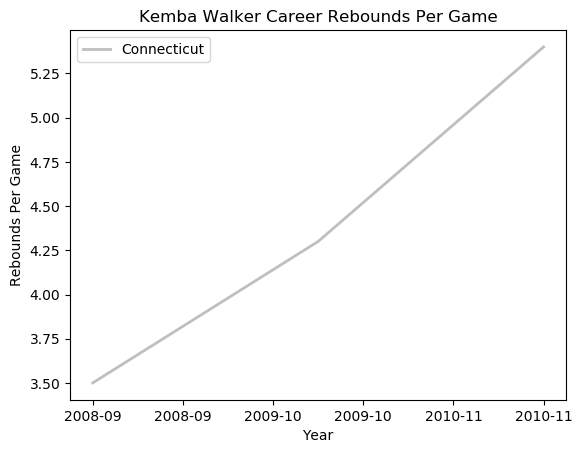 Kemba Walker Career Rebounds Per Game
Connecticut
5.25
5.00
4.75
4.50
4.25
4.00
3.75
3.50
Rebounds Per Game
2008-09 2008-09 2009-10 2009-10 2010-11 2010-11
Year